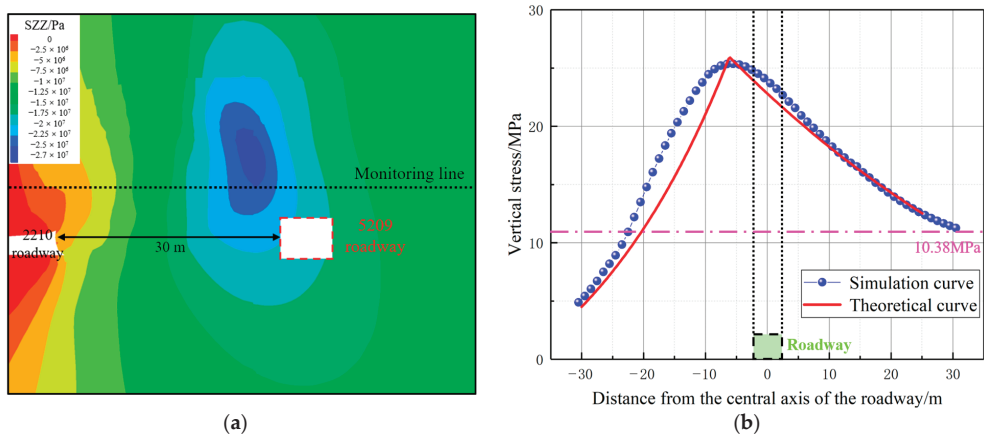 SZZ/Pa
0
−2.5 × 10⁶
−5 × 10⁶
−7.5 × 10⁶
−1 × 10⁷
−1.25 × 10⁷
−1.5 × 10⁷
−1.75 × 10⁷
−2 × 10⁷
−2.25 × 10⁷
−2.5 × 10⁷
−2.7 × 10⁷
Monitoring line
2210
roadway
30 m
5209
roadway
(a)
Vertical stress/MPa
30
20
10
0
10.38MPa
Simulation curve
Theoretical curve
Roadway
−30
−20
−10
0
10
20
30
Distance from the central axis of the roadway/m
(b)